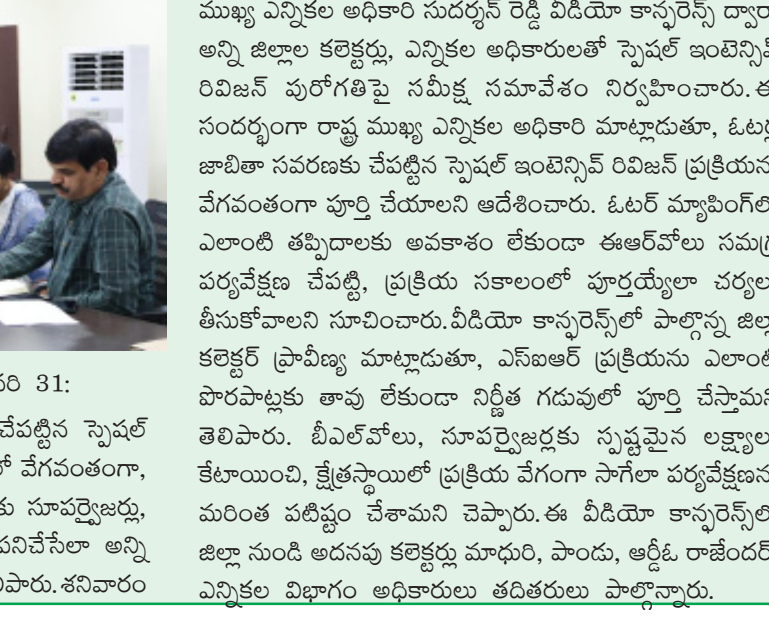 31:
చేపట్టిన స్పెషల్
వేగవంతంగా,
సూపర్వైజర్లు,
పనిచేసేలా అన్ని
శనివారం
ముఖ్య ఎన్నికల అధికారి సుదర్శన్ రెడ్డి వీడియో కాన్ఫరెన్స్ ద్వారా
అన్ని జిల్లాల కలెక్టర్లు, ఎన్నికల అధికారులతో స్పెషల్ ఇంటెన్సివ్
రివిజన్ పురోగతిపై సమీక్ష సమావేశం నిర్వహించారు.ఈ
సందర్భంగా రాష్ట్ర ముఖ్య ఎన్నికల అధికారి మాట్లాడుతూ, ఓటర్ల
జాబితా సవరణకు చేపట్టిన స్పెషల్ ఇంటెన్సివ్ రివిజన్ ప్రక్రియను
వేగవంతంగా పూర్తి చేయాలని ఆదేశించారు. ఓటర్ మ్యాపింగ్‌లో
ఎలాంటి తప్పిదాలకు అవకాశం లేకుండా ఈఆర్‌వోలు సమగ్ర
పర్యవేక్షణ చేపట్టి, ప్రక్రియ సకాలంలో పూర్తయ్యేలా చర్యలు
తీసుకోవాలని సూచించారు.వీడియో కాన్ఫరెన్స్‌లో పాల్గొన్న జిల్లా
కలెక్టర్ ప్రావీణ్య మాట్లాడుతూ, ఎస్ఐఆర్ ప్రక్రియను ఎలాంటి
పొరపాట్లకు తావు లేకుండా నిర్ణీత గడువులో పూర్తి చేస్తామని
తెలిపారు. బీఎల్‌వోలు, సూపర్వైజర్లకు స్పష్టమైన లక్ష్యాలు
కేటాయించి, క్షేత్రస్థాయిలో ప్రక్రియ వేగంగా సాగేలా పర్యవేక్షణను
మరింత పటిష్టం చేశామని చెప్పారు.ఈ వీడియో కాన్ఫరెన్స్‌లో
జిల్లా నుండి అదనపు కలెక్టర్లు మాధురి, పాండు, ఆర్డీఓ రాజేందర్
ఎన్నికల విభాగం అధికారులు తదితరులు పాల్గొన్నారు.